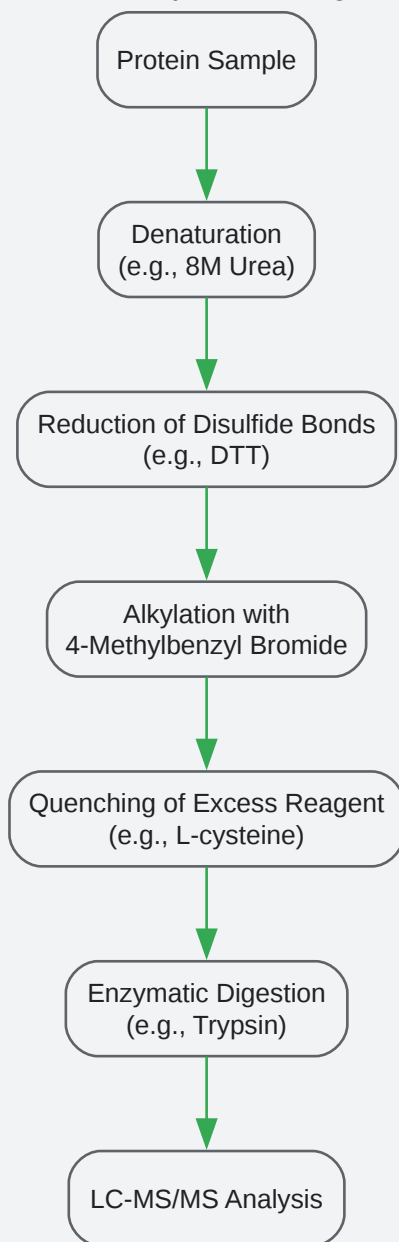 Protein Sample
Denaturation
(e.g., 8M Urea)
Reduction of Disulfide Bonds
(e.g., DTT)
Alkylation with
4-Methylbenzyl Bromide
Quenching of Excess Reagent
(e.g., L-cysteine)
Enzymatic Digestion
(e.g., Trypsin)
LC-MS/MS Analysis